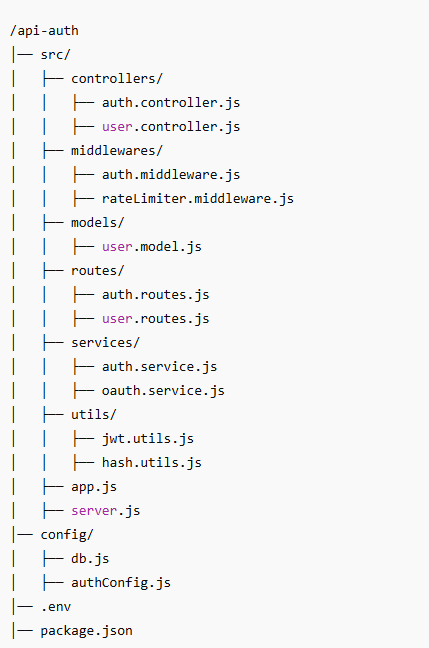 /api-auth
│── src/
│   ├── controllers/
│   │   ├── auth.controller.js
│   │   ├── user.controller.js
│   ├── middlewares/
│   │   ├── auth.middleware.js
│   │   ├── rateLimiter.middleware.js
│   ├── models/
│   │   ├── user.model.js
│   ├── routes/
│   │   ├── auth.routes.js
│   │   ├── user.routes.js
│   ├── services/
│   │   ├── auth.service.js
│   │   ├── oauth.service.js
│   ├── utils/
│   │   ├── jwt.utils.js
│   │   ├── hash.utils.js
│   ├── app.js
│   ├── server.js
│── config/
│   ├── db.js
│   ├── authConfig.js
│── .env
│── package.json